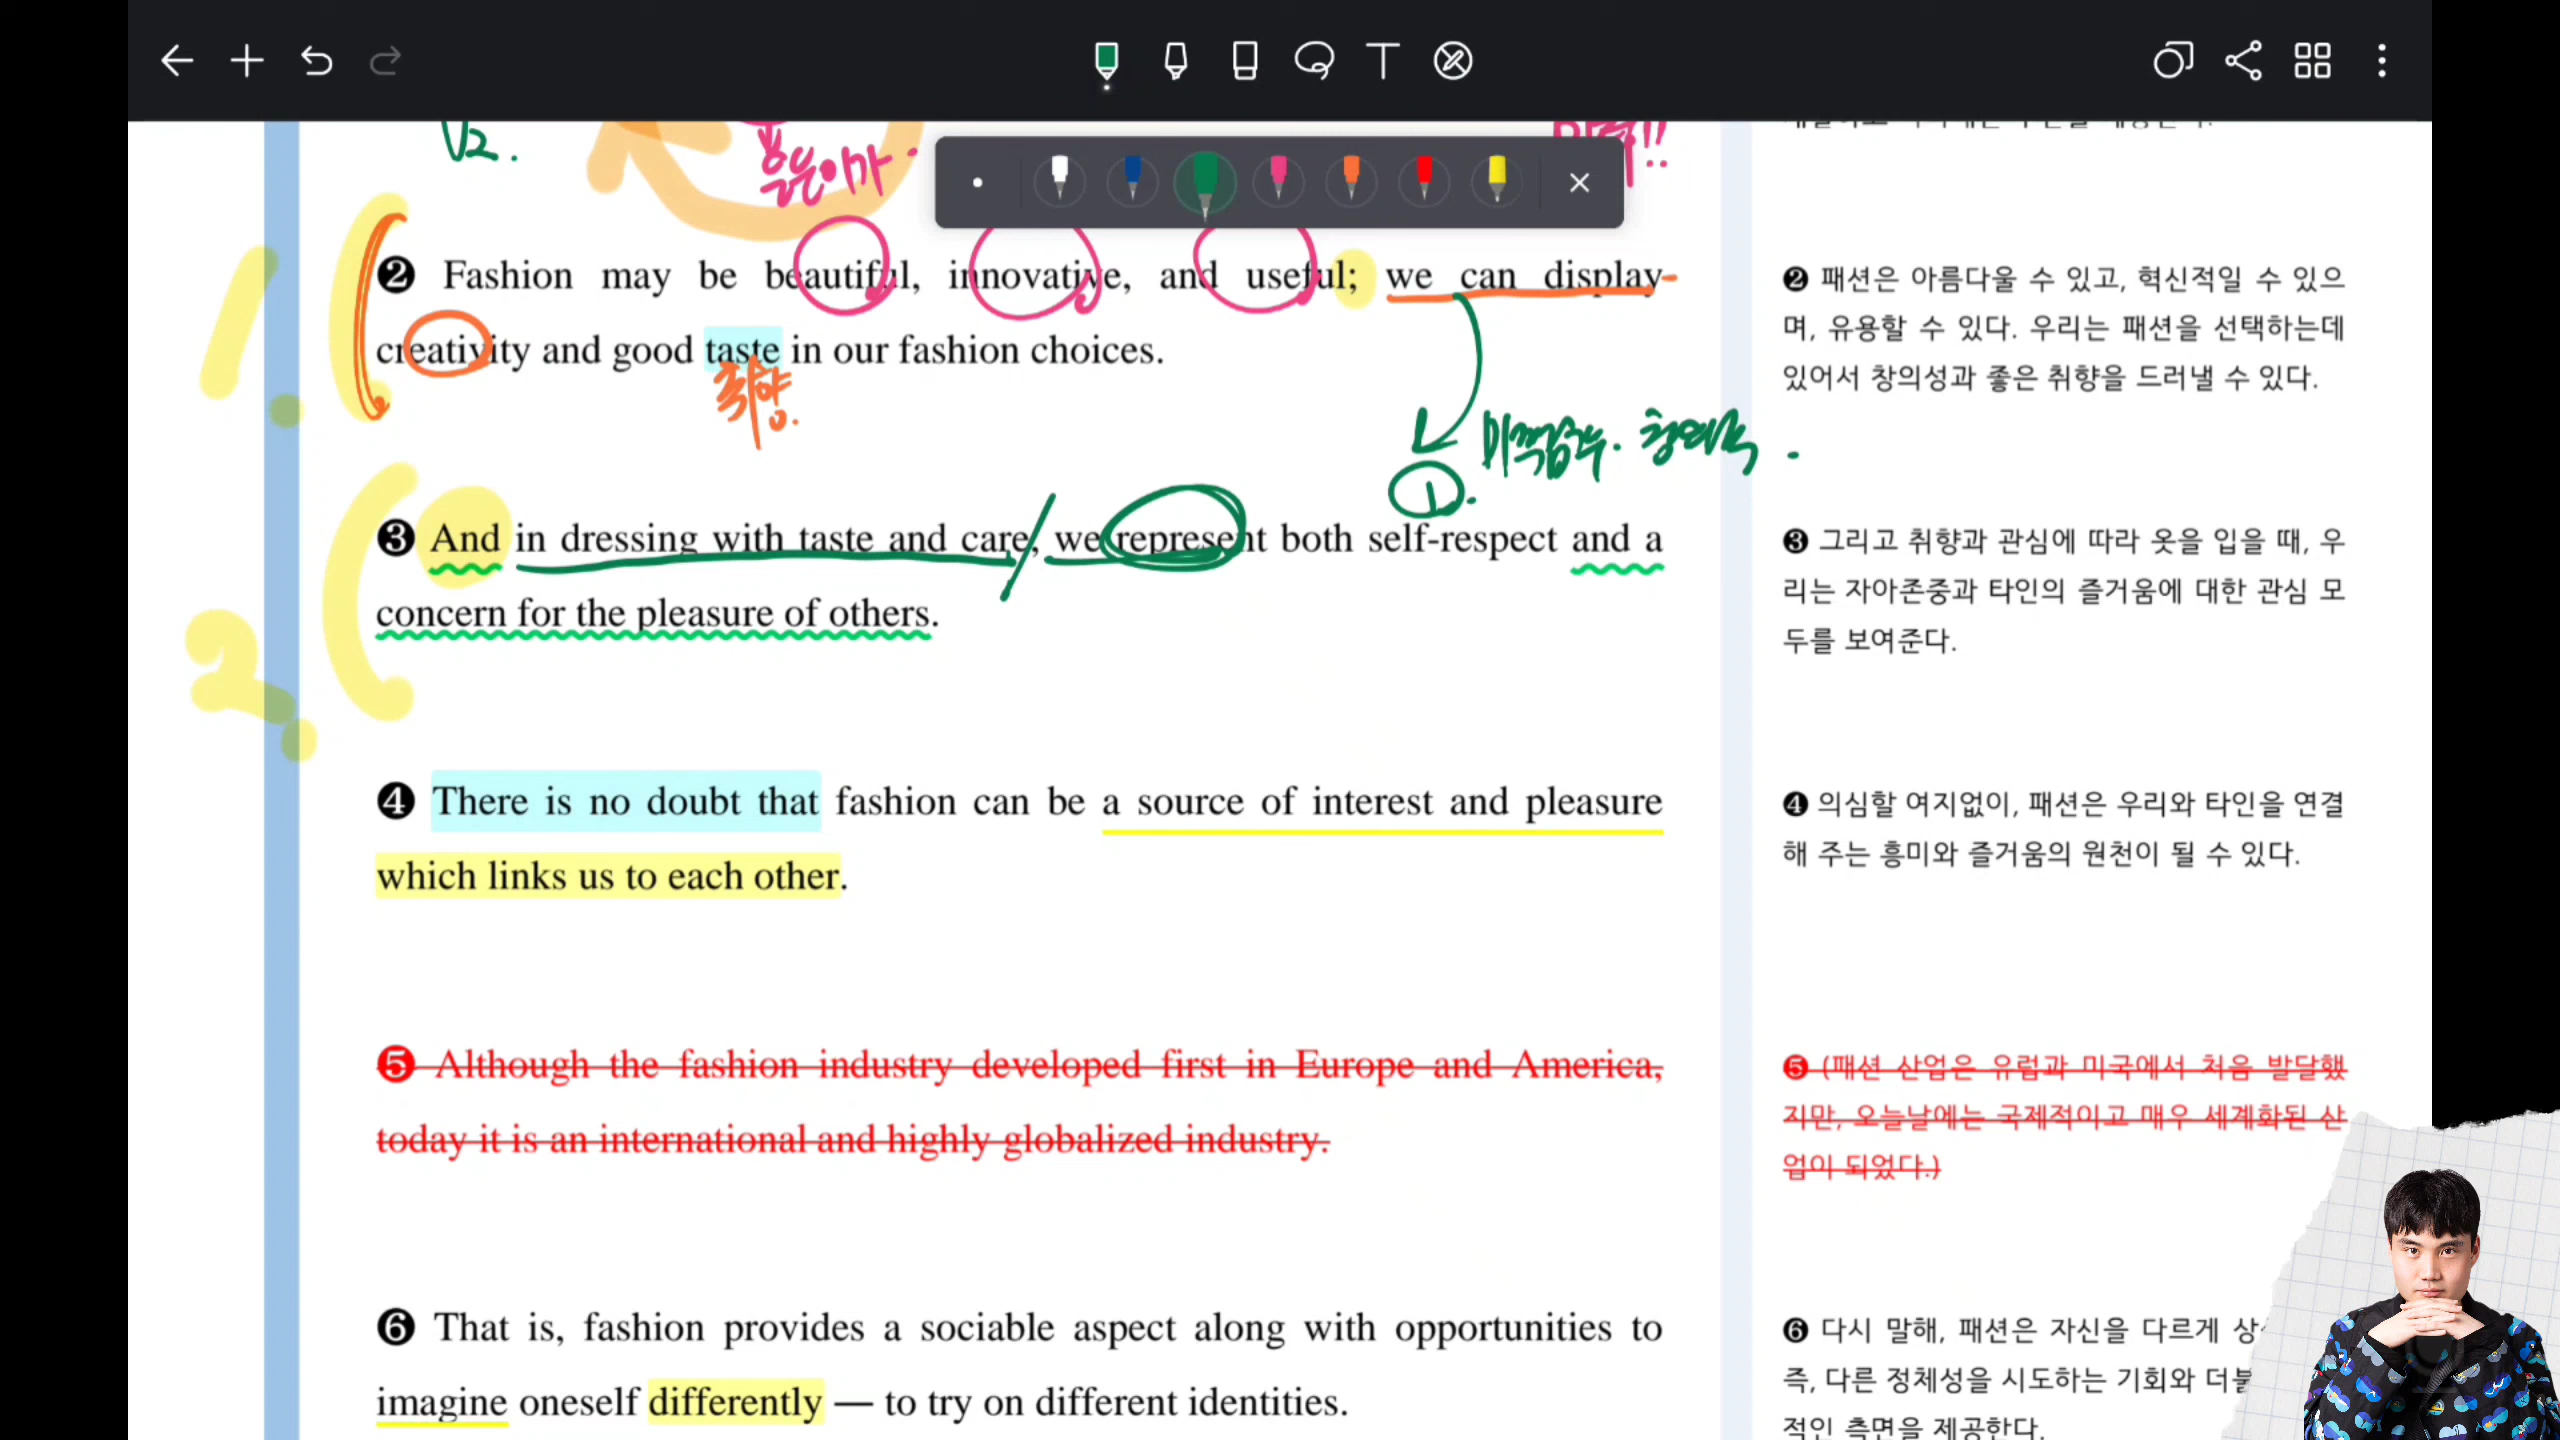 좋은이미지.
❷ Fashion may be beautiful, innovative, and useful; we can display
creativity and good taste in our fashion choices.
취향.
①.
❸ And in dressing with taste and care, we represent both self-respect and a
concern for the pleasure of others.
❹ There is no doubt that fashion can be a source of interest and pleasure
which links us to each other.
❺ Although the fashion industry developed first in Europe and America,
today it is an international and highly globalized industry.
❻ That is, fashion provides a sociable aspect along with opportunities to
imagine oneself differently — to try on different identities.
1.
2.
❷ 패션은 아름다울 수 있고, 혁신적일 수 있으
며, 유용할 수 있다. 우리는 패션을 선택하는데
있어서 창의성과 좋은 취향을 드러낼 수 있다.
❸ 그리고 취향과 관심에 따라 옷을 입을 때, 우
리는 자아존중과 타인의 즐거움에 대한 관심 모
두를 보여준다.
❹ 의심할 여지없이, 패션은 우리와 타인을 연결
해 주는 흥미와 즐거움의 원천이 될 수 있다.
❺ (패션 산업은 유럽과 미국에서 처음 발달했
지만, 오늘날에는 국제적이고 매우 세계화된 산
업이 되었다.)
❻ 다시 말해, 패션은 자신을 다르게
즉, 다른 정체성을 시도하는 기회와
적인 측면을 제공한다.